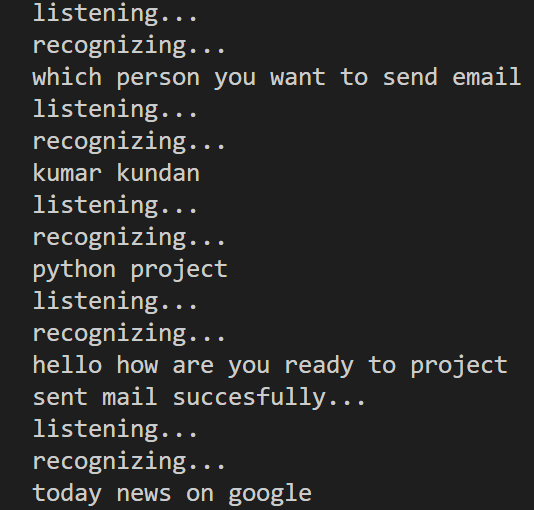 listening...
recognizing...
which person you want to send email
listening...
recognizing...
kumar kundan
listening...
recognizing...
python project
listening...
recognizing...
hello how are you ready to project
sent mail succesfully...
listening...
recognizing...
today news on google